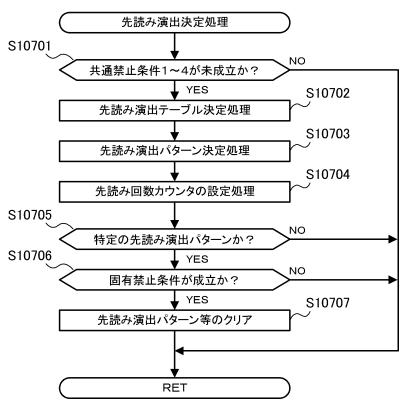 先読み演出決定処理
S10701
共通禁止条件1～4が未成立か？
NO
YES
S10702
先読み演出テーブル決定処理
S10703
先読み演出パターン決定処理
S10704
先読み回数カウンタの設定処理
S10705
特定の先読み演出パターンか？
NO
YES
S10706
固有禁止条件が成立か？
NO
YES
S10707
先読み演出パターン等のクリア
RET